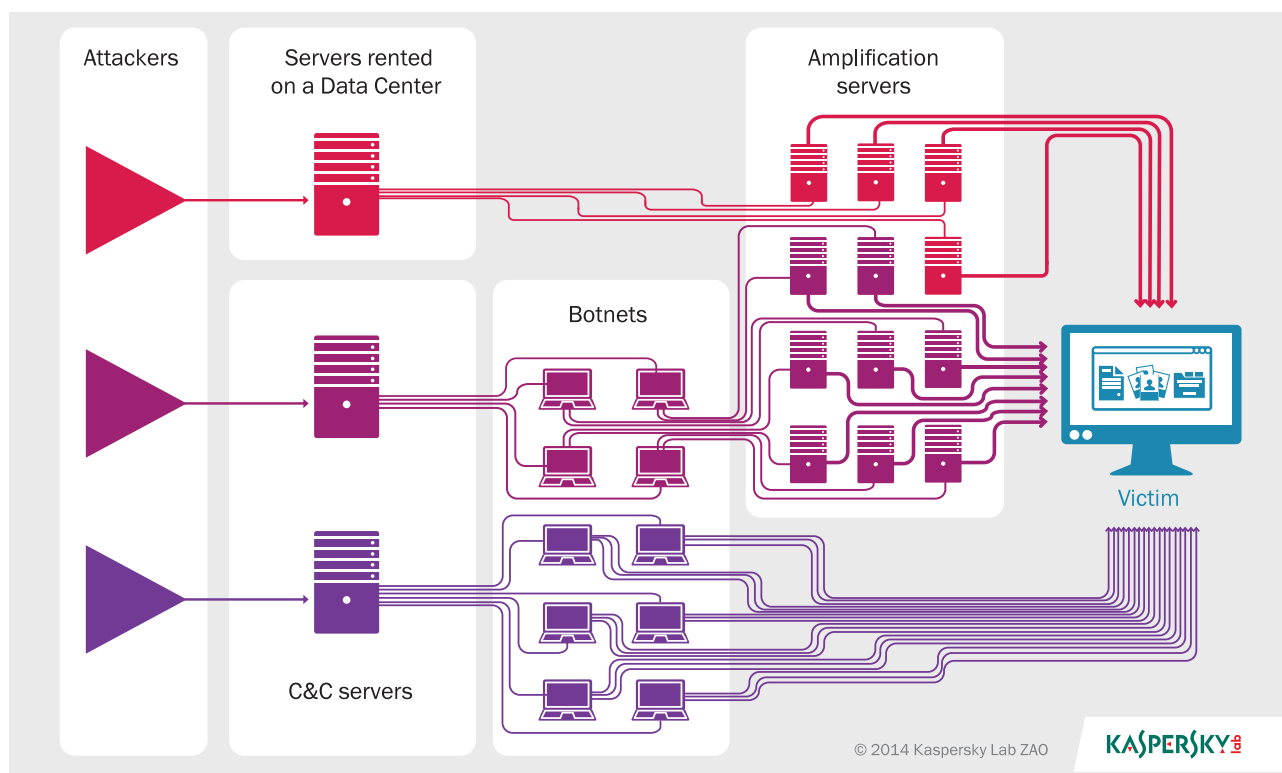 Attackers
Servers rented
on a Data Center
Amplification
servers
Botnets
Victim
C&C servers
© 2014 Kaspersky Lab ZAO
KASPERSKY lab